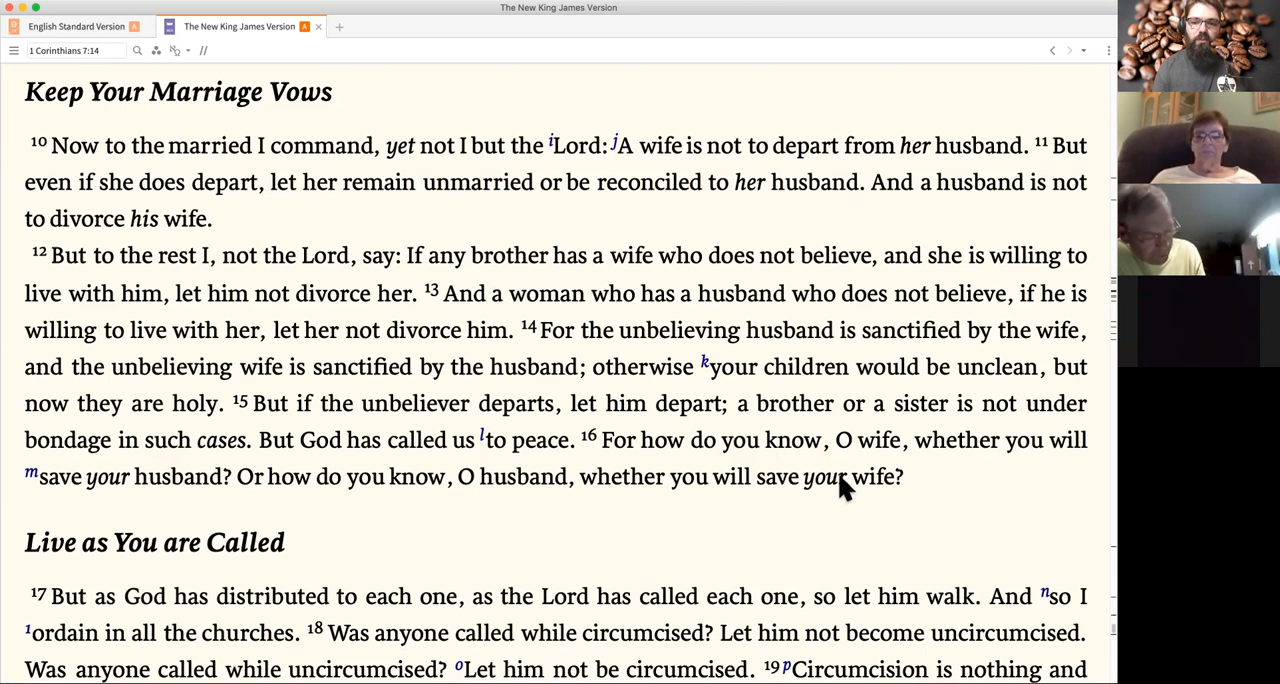 The New King James Version
English Standard Version A
The New King James Version A
1 Corinthians 7:14
Keep Your Marriage Vows
10 Now to the married I command, yet not I but the iLord: jA wife is not to depart from her husband. 11 But
even if she does depart, let her remain unmarried or be reconciled to her husband. And a husband is not
to divorce his wife.
12 But to the rest I, not the Lord, say: If any brother has a wife who does not believe, and she is willing to
live with him, let him not divorce her. 13 And a woman who has a husband who does not believe, if he is
willing to live with her, let her not divorce him. 14 For the unbelieving husband is sanctified by the wife,
and the unbelieving wife is sanctified by the husband; otherwise kyour children would be unclean, but
now they are holy. 15 But if the unbeliever departs, let him depart; a brother or a sister is not under
bondage in such cases. But God has called us lto peace. 16 For how do you know, O wife, whether you will
msave your husband? Or how do you know, O husband, whether you will save your wife?
Live as You are Called
17 But as God has distributed to each one, as the Lord has called each one, so let him walk. And nso I
1ordain in all the churches. 18 Was anyone called while circumcised? Let him not become uncircumcised.
Was anyone called while uncircumcised? oLet him not be circumcised. 19 pCircumcision is nothing and